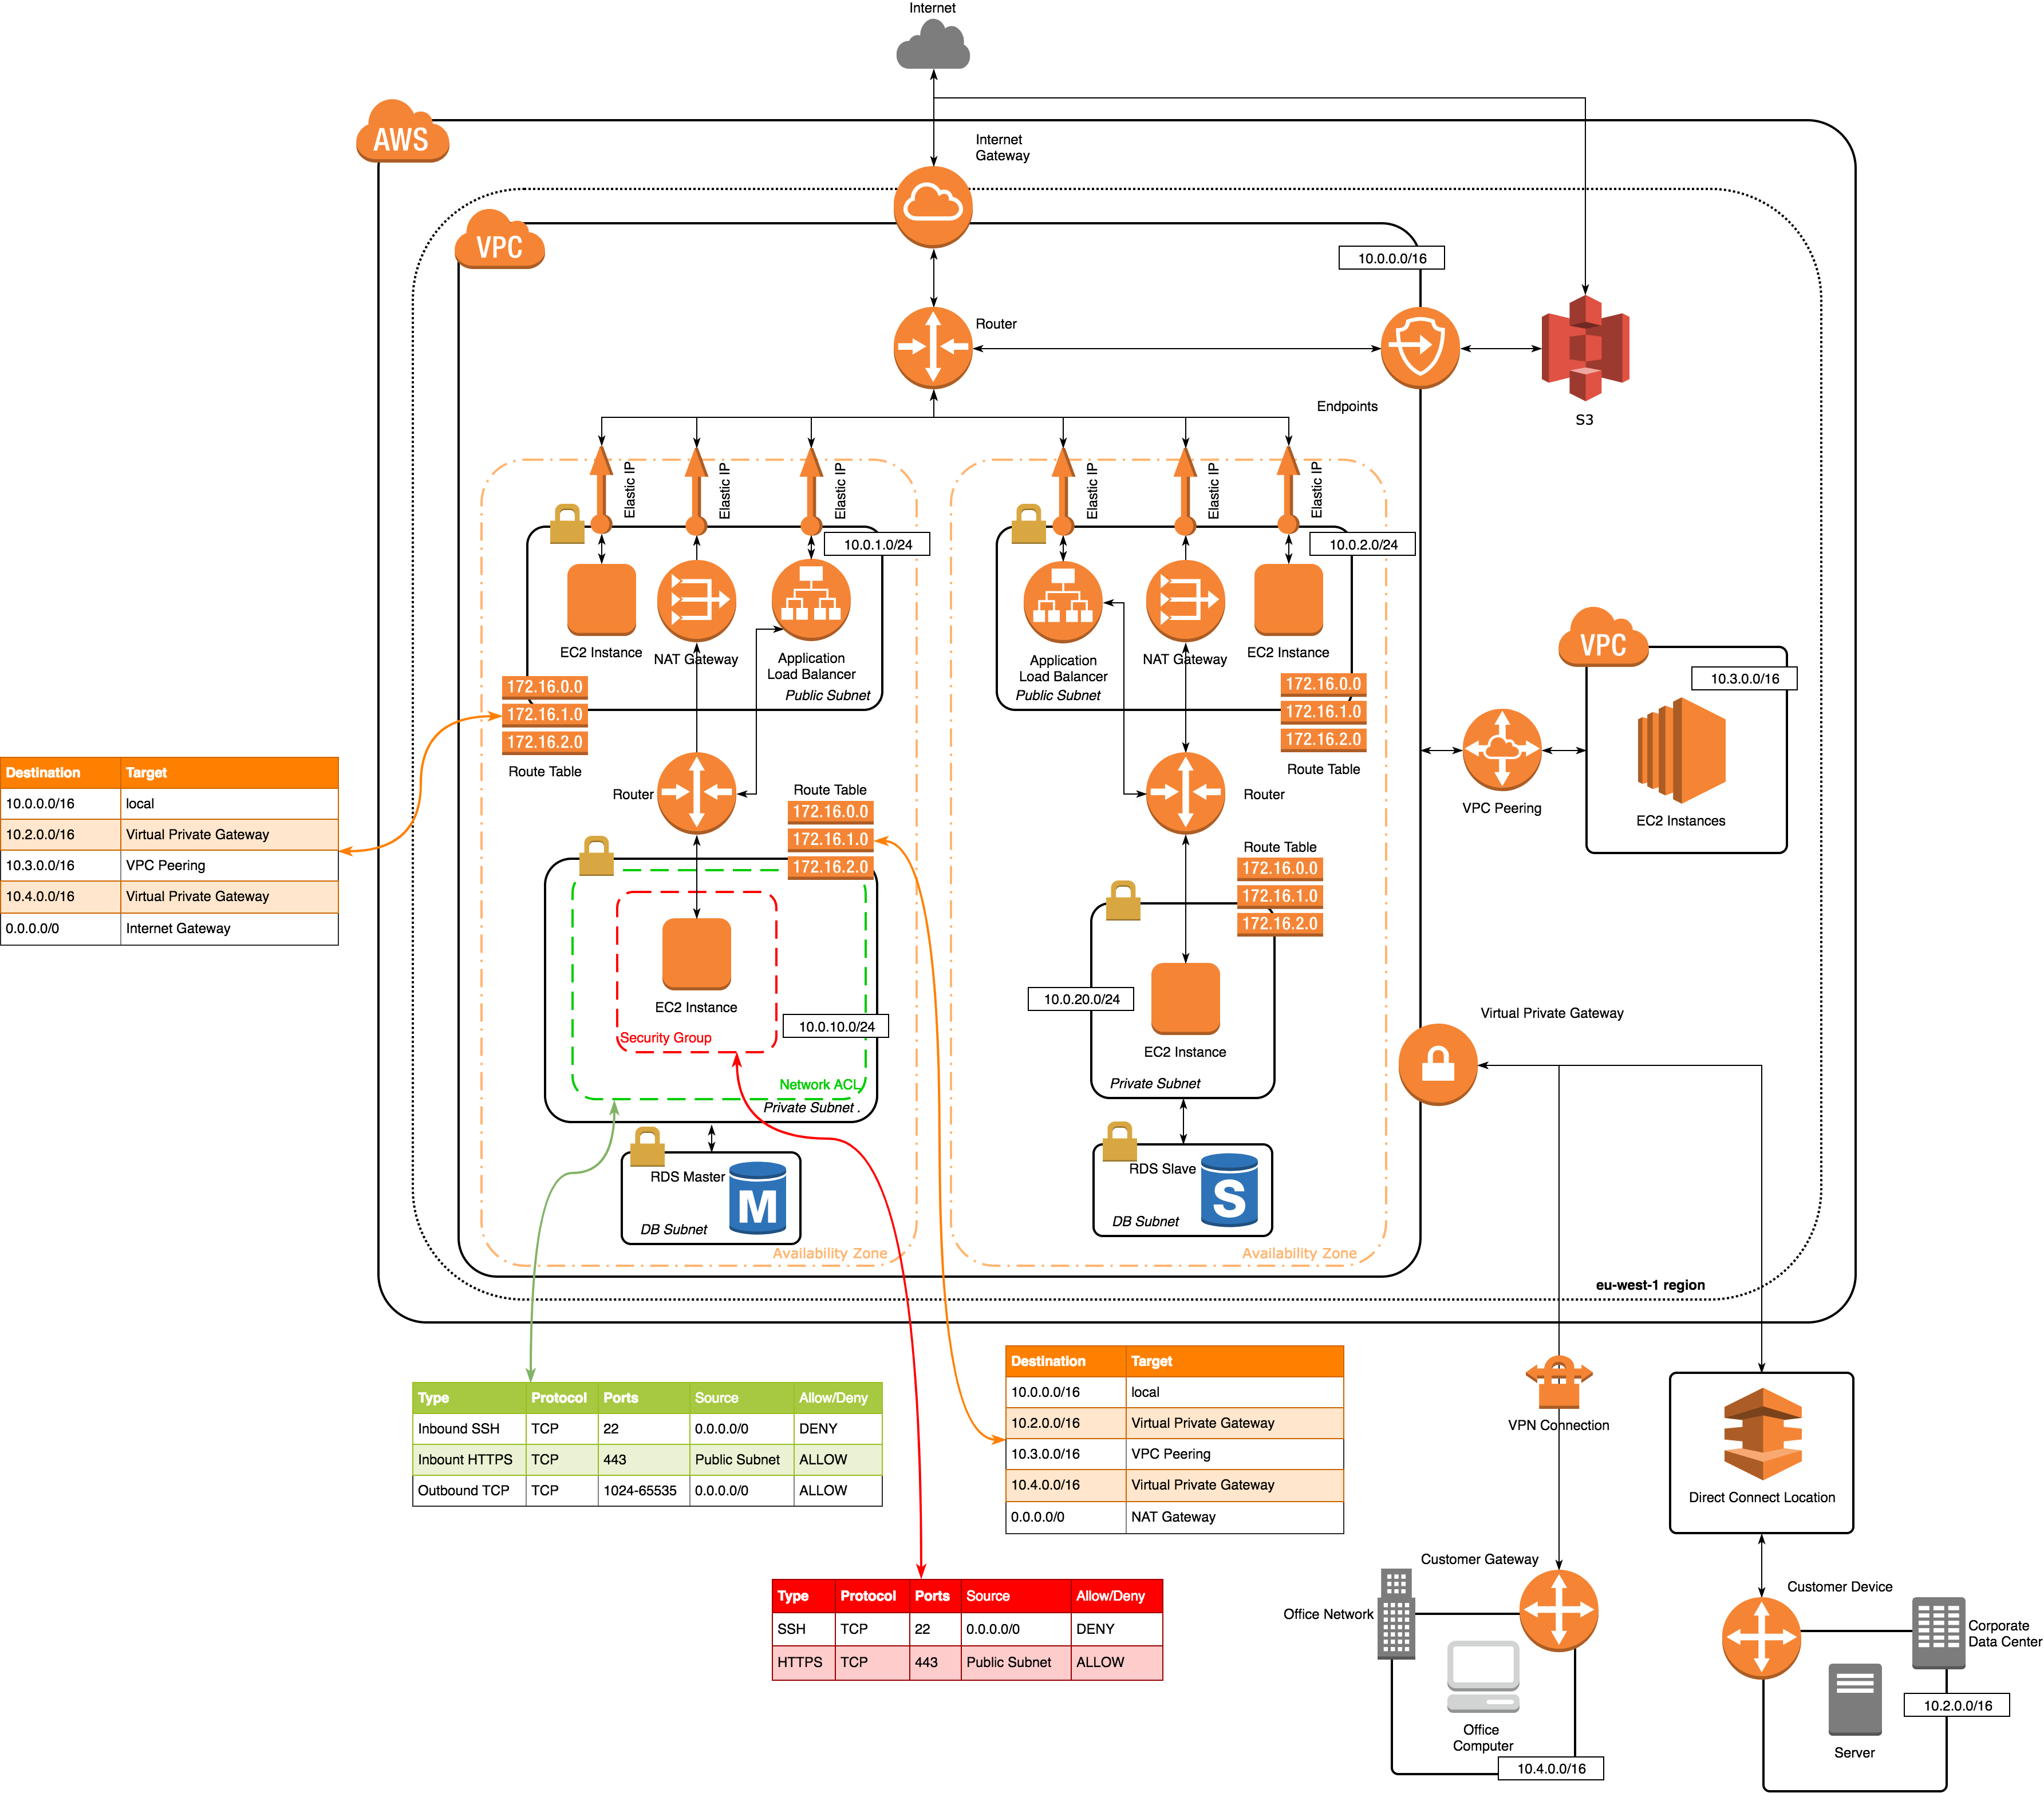 Internet
AWS
Internet
Gateway
VPC
10.0.0.0/16
Router
Endpoints
S3
Elastic IP
Elastic IP
Elastic IP
Elastic IP
Elastic IP
Elastic IP
10.0.1.0/24
10.0.2.0/24
EC2 Instance
NAT Gateway
Application
Load Balancer
Public Subnet
Application
Load Balancer
Public Subnet
NAT Gateway
EC2 Instance
172.16.0.0
172.16.1.0
172.16.2.0
Route Table
172.16.0.0
172.16.1.0
172.16.2.0
Route Table
VPC
10.3.0.0/16
VPC Peering
EC2 Instances
Destination Target
10.0.0.0/16 local
10.2.0.0/16 Virtual Private Gateway
10.3.0.0/16 VPC Peering
10.4.0.0/16 Virtual Private Gateway
0.0.0.0/0 Internet Gateway
Router
Route Table
172.16.0.0
172.16.1.0
172.16.2.0
Router
Route Table
172.16.0.0
172.16.1.0
172.16.2.0
EC2 Instance
Security Group
10.0.10.0/24
Network ACL
Private Subnet .
10.0.20.0/24
EC2 Instance
Private Subnet
Virtual Private Gateway
RDS Master
M
DB Subnet
RDS Slave
S
DB Subnet
Availability Zone
Availability Zone
eu-west-1 region
Type Protocol Ports Source Allow/Deny
Inbound SSH TCP 22 0.0.0.0/0 DENY
Inbount HTTPS TCP 443 Public Subnet ALLOW
Outbound TCP TCP 1024-65535 0.0.0.0/0 ALLOW
Destination Target
10.0.0.0/16 local
10.2.0.0/16 Virtual Private Gateway
10.3.0.0/16 VPC Peering
10.4.0.0/16 Virtual Private Gateway
0.0.0.0/0 NAT Gateway
Type Protocol Ports Source Allow/Deny
SSH TCP 22 0.0.0.0/0 DENY
HTTPS TCP 443 Public Subnet ALLOW
VPN Connection
Direct Connect Location
Customer Gateway
Office Network
Office
Computer
10.4.0.0/16
Customer Device
Corporate
Data Center
10.2.0.0/16
Server